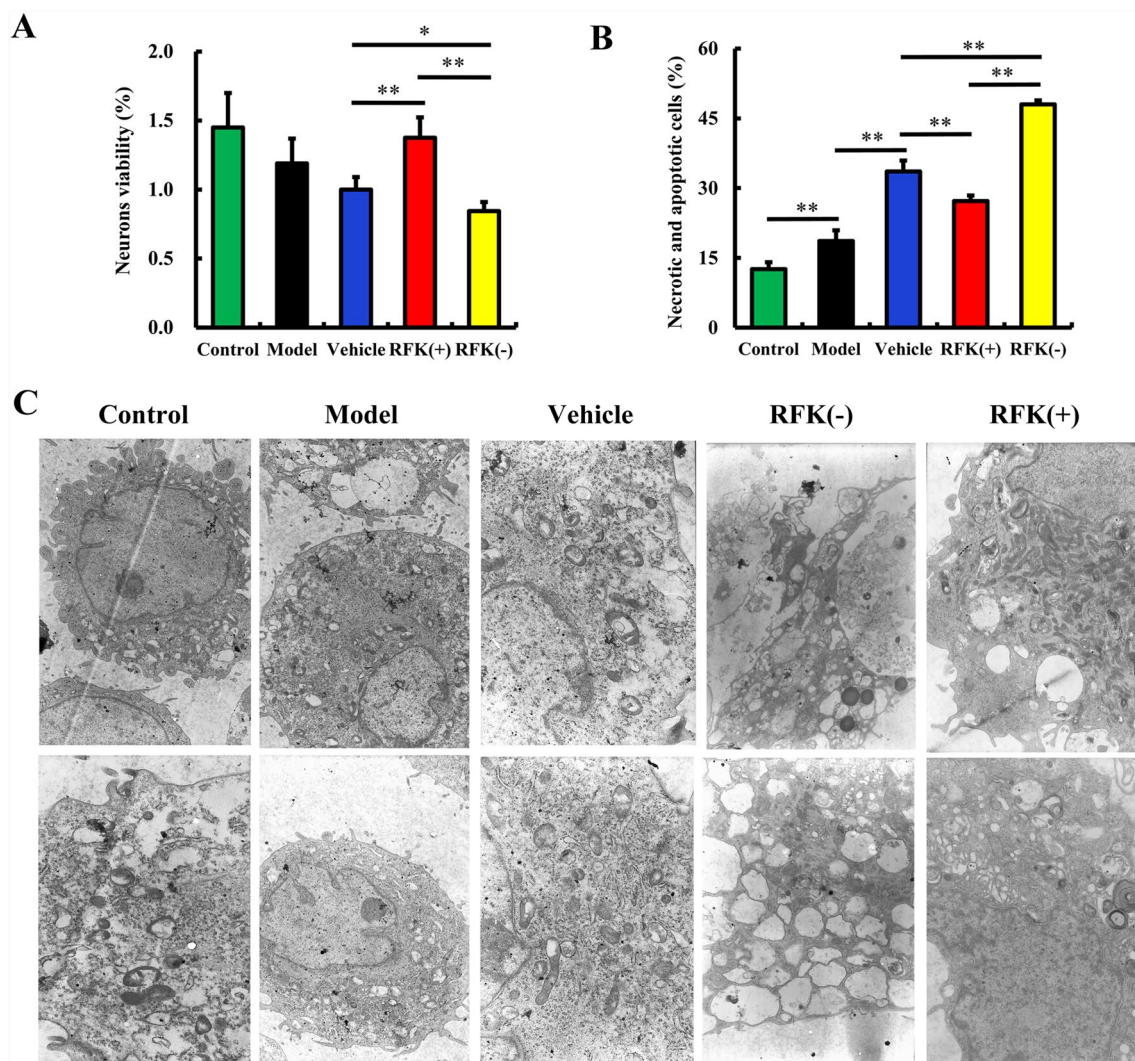 A
Neurons viability (%)
2.0
1.5
1.0
0.5
0.0
*
**
**
Control Model Vehicle RFK(+) RFK(-)
B
Necrotic and apoptotic cells (%)
60
45
30
15
0
**
**
**
**
**
Control Model Vehicle RFK(+) RFK(-)
C
Control Model Vehicle RFK(-) RFK(+)